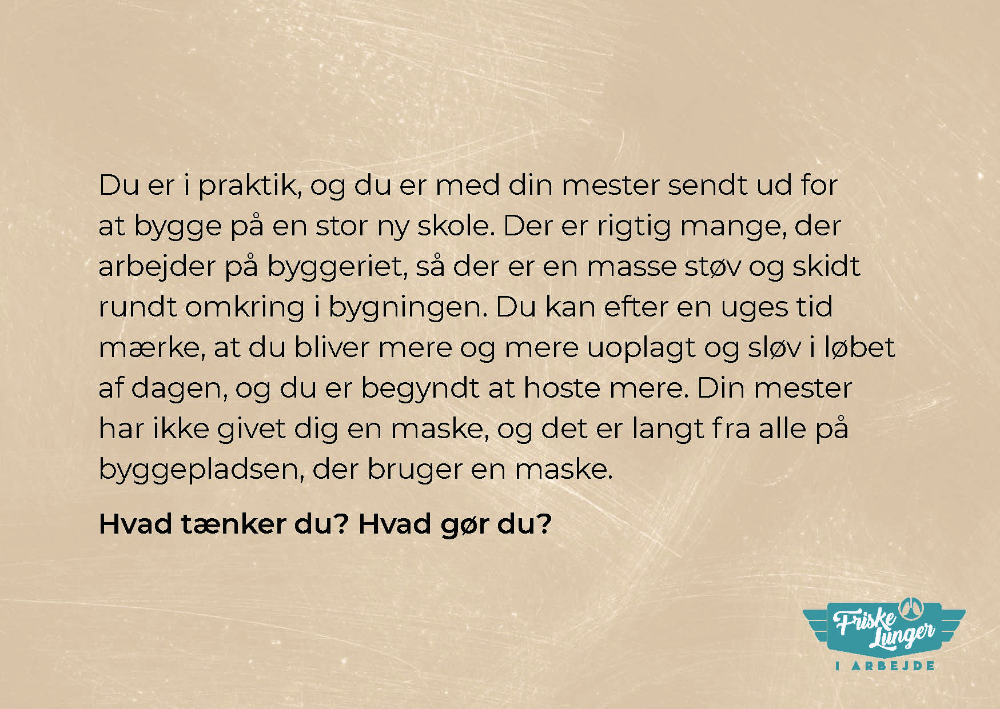 Du er i praktik, og du er med din mester sendt ud for
at bygge på en stor ny skole. Der er rigtig mange, der
arbejder på byggeriet, så der er en masse støv og skidt
rundt omkring i bygningen. Du kan efter en uges tid
mærke, at du bliver mere og mere uoplagt og sløv i løbet
af dagen, og du er begyndt at hoste mere. Din mester
har ikke givet dig en maske, og det er langt fra alle på
byggepladsen, der bruger en maske.
Hvad tænker du? Hvad gør du?
Friske
Lunger
I ARBEJDE